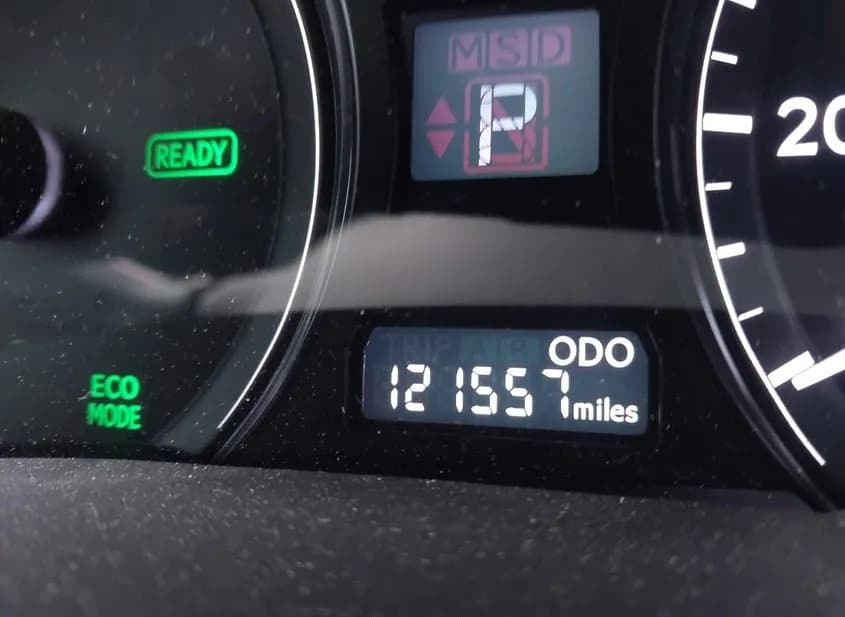 MSD
P
READY
20
ODO
121557 miles
ECO
MODE